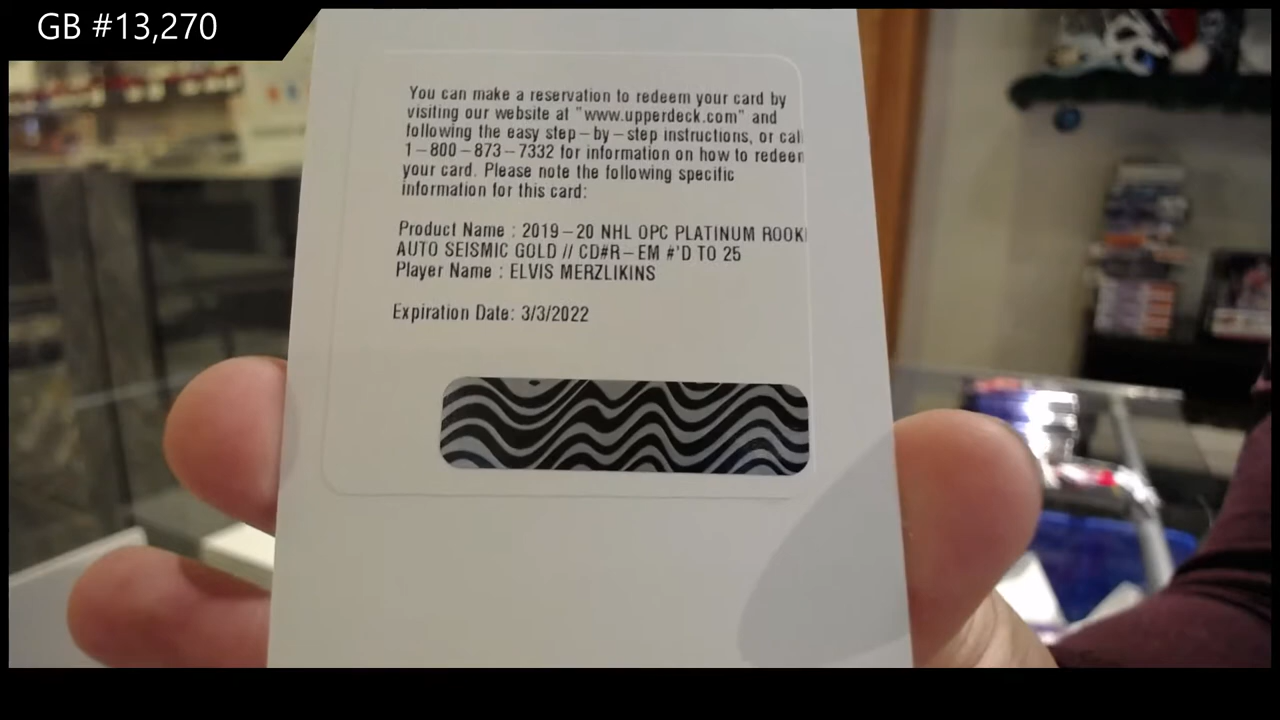 GB #13,270
You can make a reservation to redeem your card by
visiting our website at "www.upperdeck.com" and
following the easy step-by-step instructions, or cal
1-800-873-7332 for information on how to redeem
your card. Please note the following specific
information for this card:
Product Name : 2019-20 NHL OPC PLATINUM ROOK
AUTO SEISMIC GOLD // CD#R-EM #'D TO 25
Player Name : ELVIS MERZLIKINS
Expiration Date: 3/3/2022